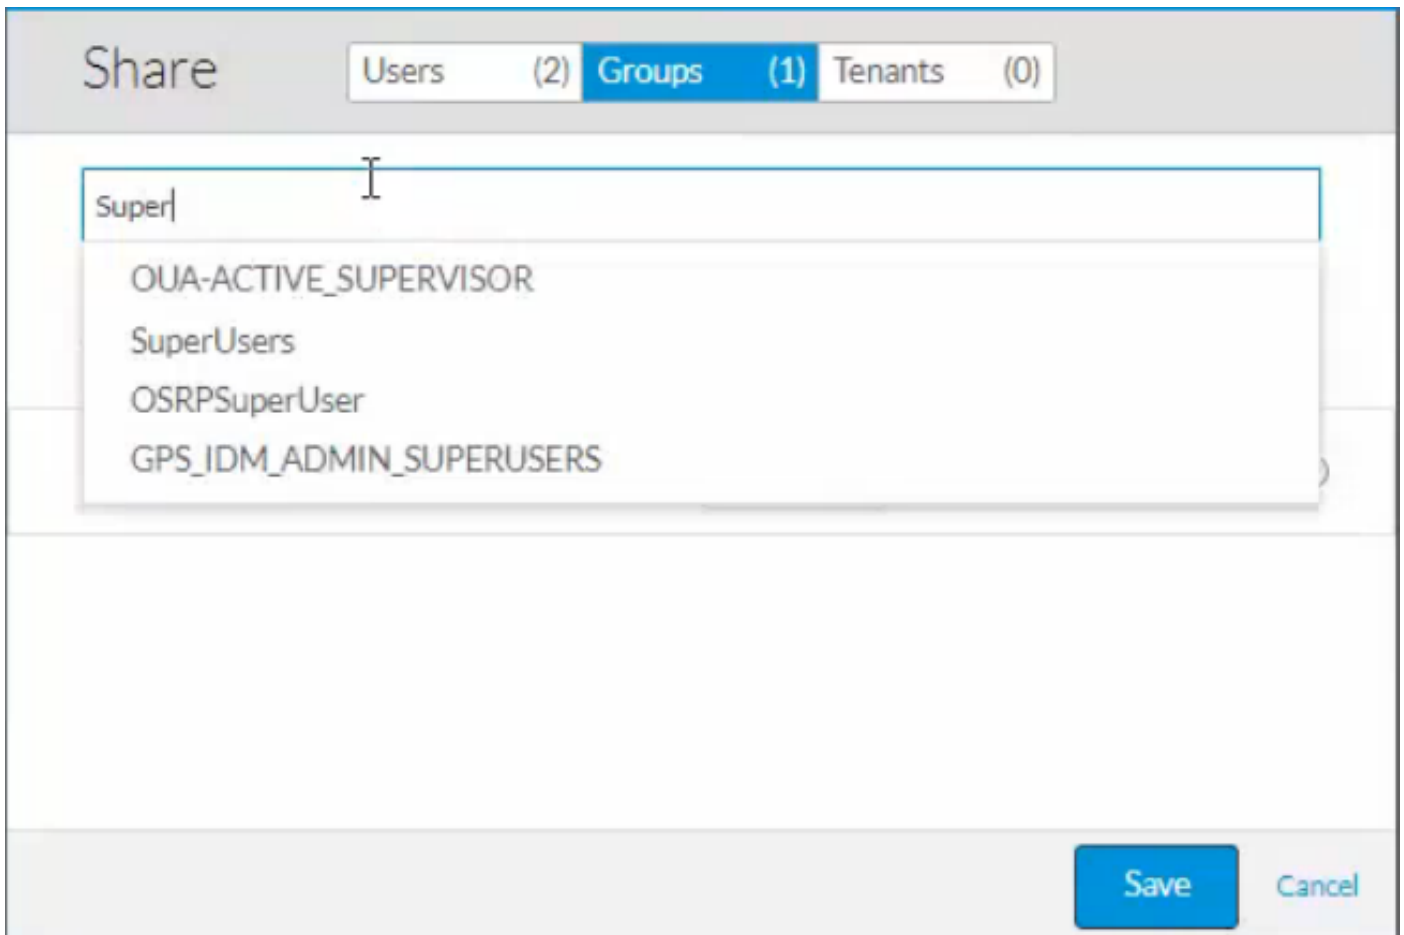 Share Users (2) Groups (1) Tenants (0)
Super
OUA-ACTIVE_SUPERVISOR
SuperUsers
OSRPSuperUser
GPS_IDM_ADMIN_SUPERUSERS
Save Cancel